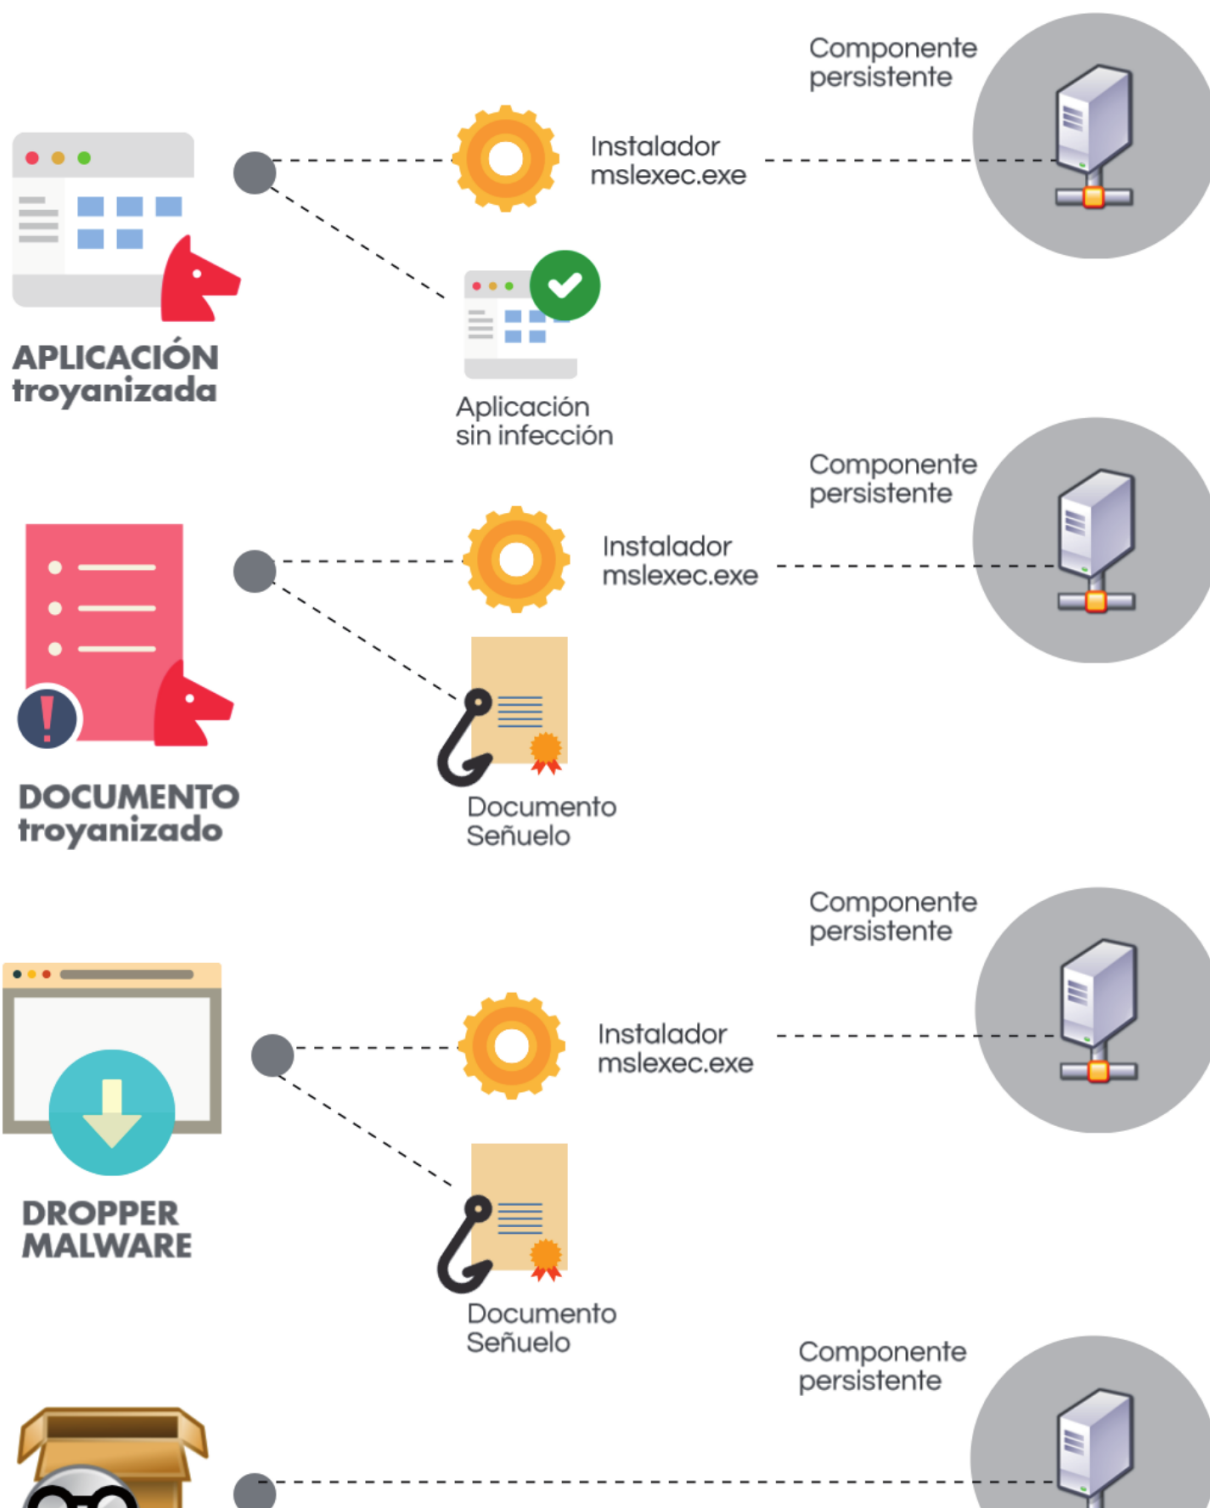 Componente
persistente
Instalador
mslexec.exe
APLICACIÓN
troyanizada
Aplicación
sin infección
Componente
persistente
Instalador
mslexec.exe
DOCUMENTO
troyanizado
Documento
Señuelo
Componente
persistente
Instalador
mslexec.exe
DROPPER
MALWARE
Documento
Señuelo
Componente
persistente